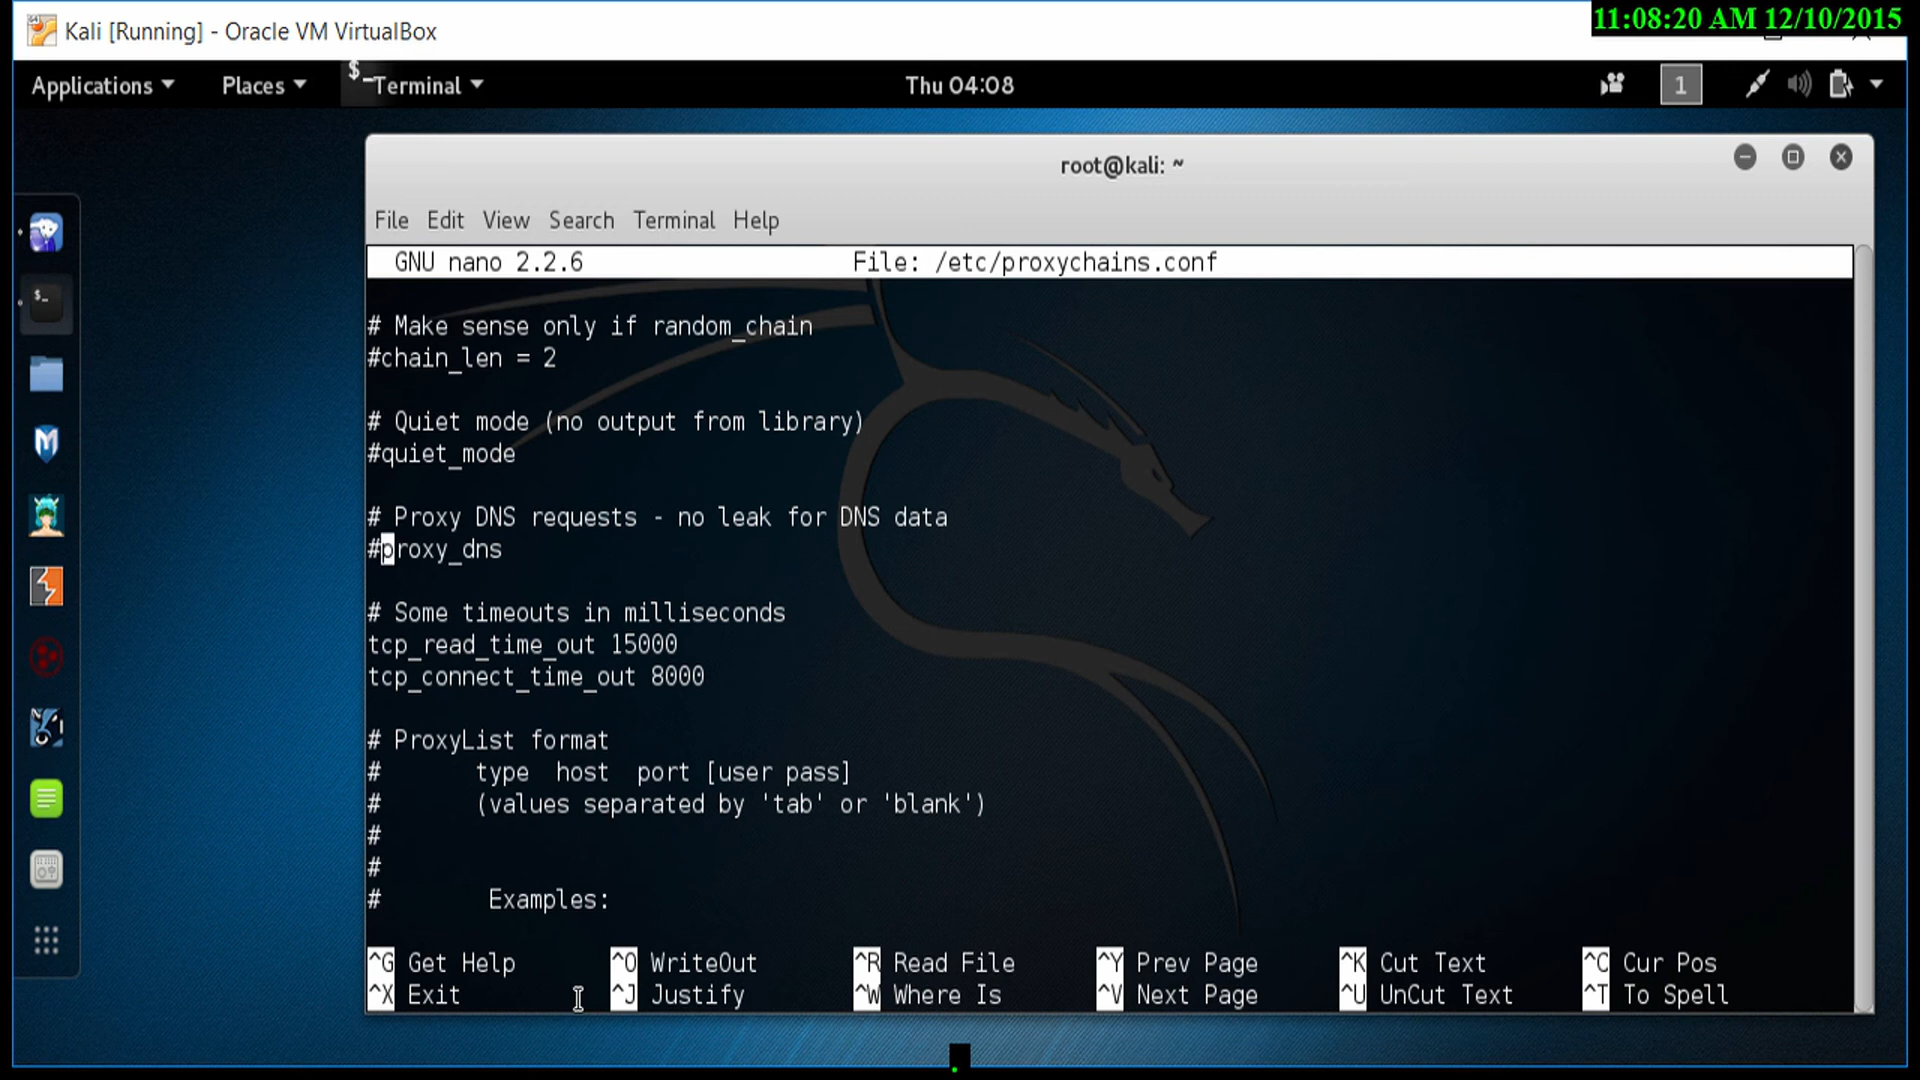 Kali [Running] - Oracle VM VirtualBox
11:08:20 AM 12/10/2015
Applications Places Terminal Thu 04:08 1
root@kali: ~
File Edit View Search Terminal Help
GNU nano 2.2.6 File: /etc/proxychains.conf
# Make sense only if random_chain
#chain_len = 2
# Quiet mode (no output from library)
#quiet_mode
# Proxy DNS requests - no leak for DNS data
#proxy_dns
# Some timeouts in milliseconds
tcp_read_time_out 15000
tcp_connect_time_out 8000
# ProxyList format
# type host port [user pass]
# (values separated by 'tab' or 'blank')
#
#
# Examples:
^G Get Help ^O WriteOut ^R Read File ^Y Prev Page ^K Cut Text ^C Cur Pos
^X Exit ^J Justify ^W Where Is ^V Next Page ^U UnCut Text ^T To Spell